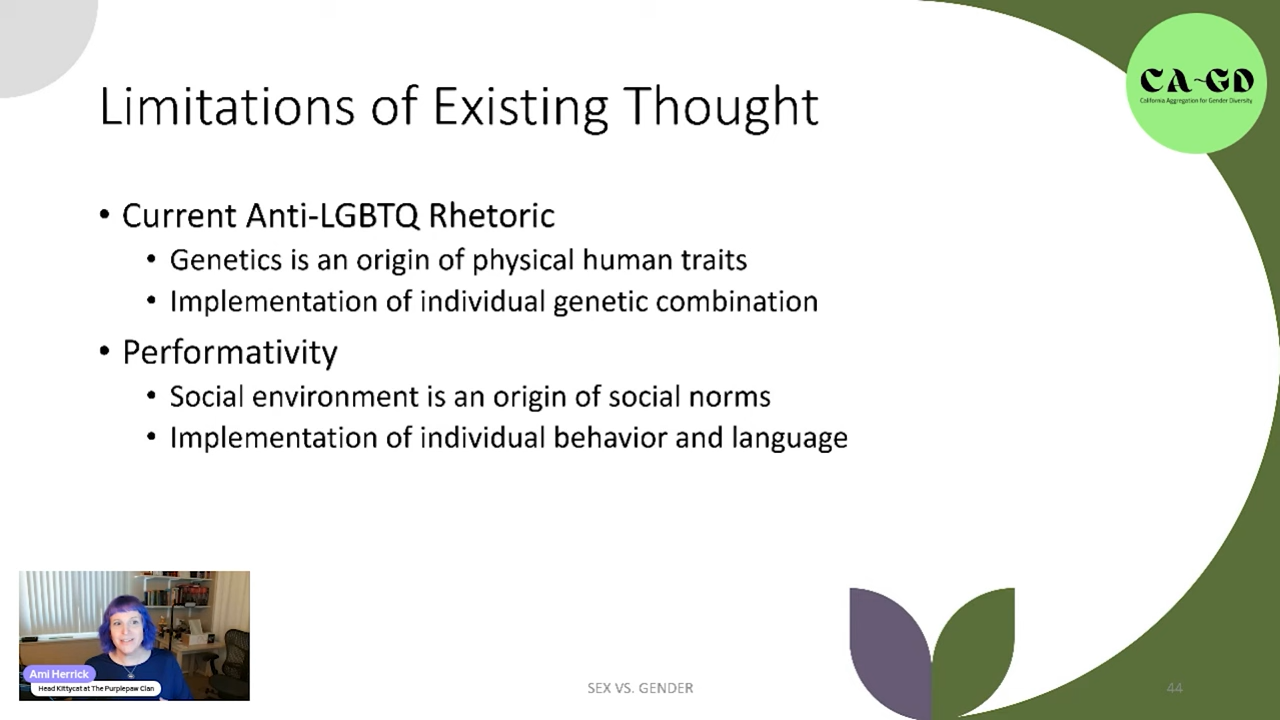 CA~GD
California Aggregation for Gender Diversity
Limitations of Existing Thought
• Current Anti-LGBTQ Rhetoric
• Genetics is an origin of physical human traits
• Implementation of individual genetic combination
• Performativity
• Social environment is an origin of social norms
• Implementation of individual behavior and language
Ami Herrick
Head Kittycat at The Purplepaw Clan
SEX VS. GENDER
44